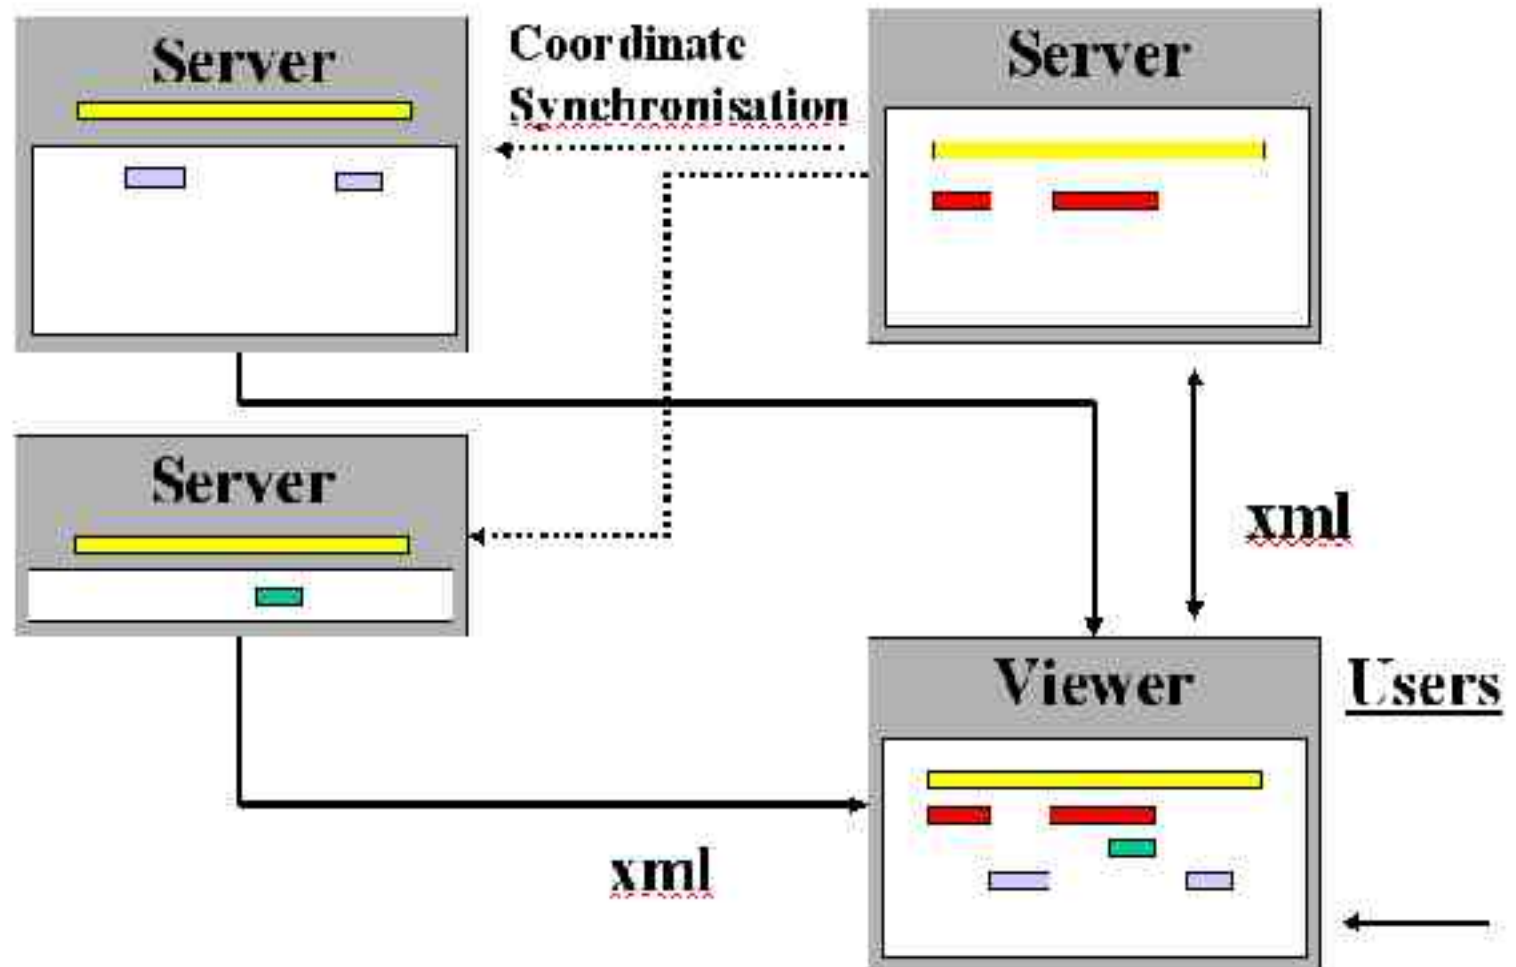 Server
Coordinate
Synchronisation
Server
Server
xml
Viewer
Users
xml